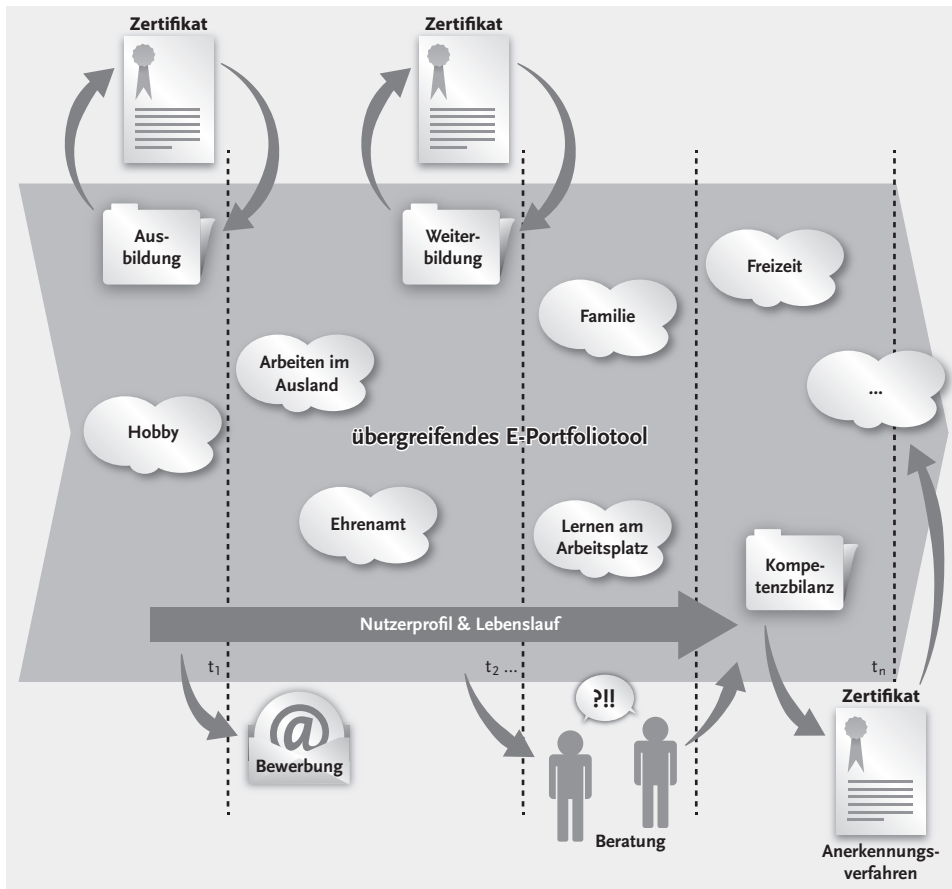 Zertifikat
Zertifikat
Aus-
bildung
Weiter-
bildung
Freizeit
Familie
Arbeiten im
Ausland
...
Hobby
übergreifendes E-Portfoliotool
Ehrenamt
Lernen am
Arbeitsplatz
Kompe-
tenzbilanz
Nutzerprofil & Lebenslauf
t1
t2 ...
tn
?!!
Zertifikat
@
Bewerbung
Beratung
Anerkennungs-
verfahren